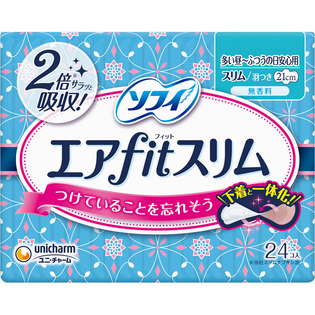 2倍サラッと
吸収!
ソフィ
多い昼～ふつうの日安心用
スリム 羽つき 21cm
無香料
エアfitスリム
フィット
つけていることを忘れそう
下着と一体化!
unicharm
ユニ・チャーム
24コ入